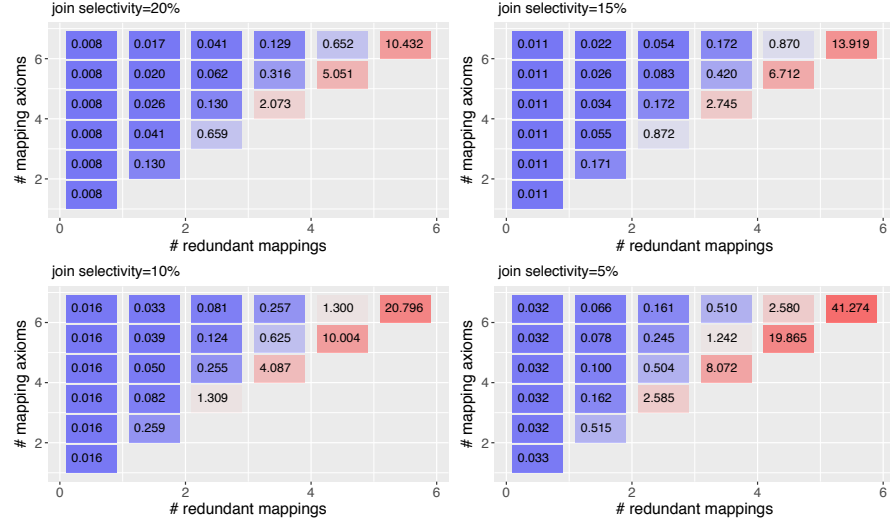 join selectivity=20%
0.008 0.017 0.041 0.129 0.652 10.432
6
0.008 0.020 0.062 0.316 5.051
0.008 0.026 0.130 2.073
4
0.008 0.041 0.659
0.008 0.130
2
0.008
0 2 4 6
# redundant mappings
# mapping axioms
join selectivity=15%
0.011 0.022 0.054 0.172 0.870 13.919
6
0.011 0.026 0.083 0.420 6.712
0.011 0.034 0.172 2.745
4
0.011 0.055 0.872
0.011 0.171
2
0.011
0 2 4 6
# redundant mappings
# mapping axioms
join selectivity=10%
0.016 0.033 0.081 0.257 1.300 20.796
6
0.016 0.039 0.124 0.625 10.004
0.016 0.050 0.255 4.087
4
0.016 0.082 1.309
0.016 0.259
2
0.016
0 2 4 6
# redundant mappings
# mapping axioms
join selectivity=5%
0.032 0.066 0.161 0.510 2.580 41.274
6
0.032 0.078 0.245 1.242 19.865
0.032 0.100 0.504 8.072
4
0.032 0.162 2.585
0.032 0.515
2
0.033
0 2 4 6
# redundant mappings
# mapping axioms